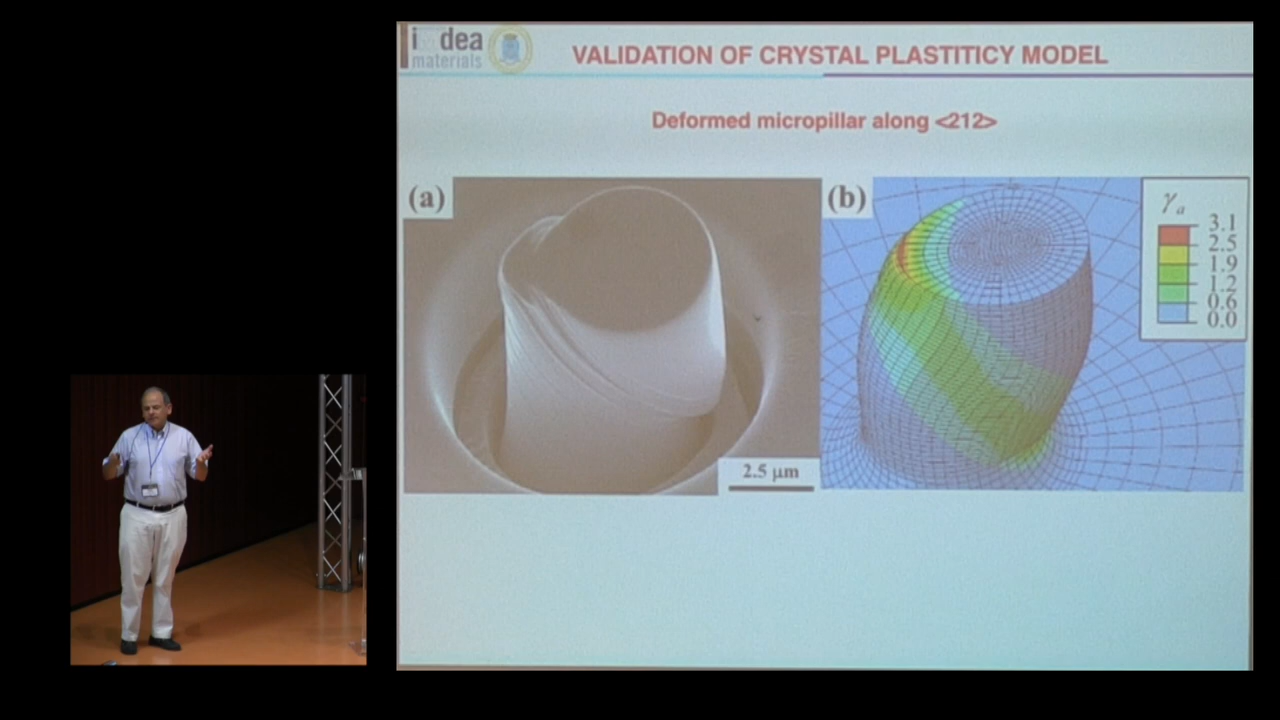 i dea
materials
VALIDATION OF CRYSTAL PLASTITICY MODEL
Deformed micropillar along <212>
(a)
2.5 μm
(b)
γa
3.1
2.5
1.9
1.2
0.6
0.0